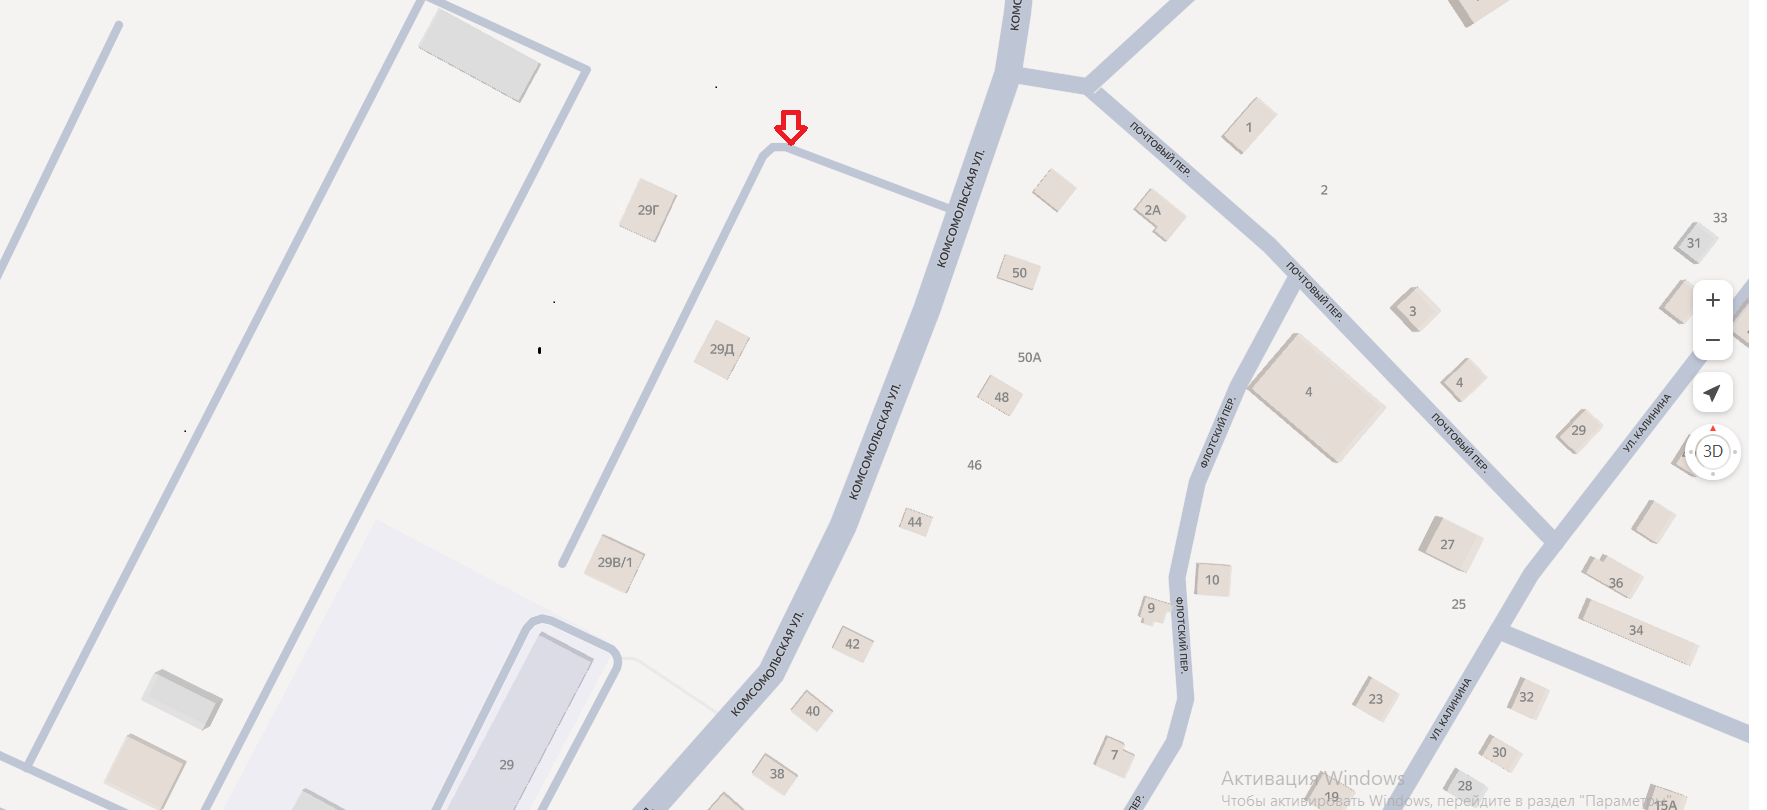 КОМС
КОМСОМОЛЬСКАЯ УЛ.
ПОЧТОВЫЙ ПЕР.
1
2
2А
33
31
29Г
50
ПОЧТОВЫЙ ПЕР.
3
29Д
50А
48
4
4
КОМСОМОЛЬСКАЯ УЛ.
ФЛОТСКИЙ ПЕР.
ПОЧТОВЫЙ ПЕР.
29
УЛ. КАЛИНИНА
3D
46
44
27
29В/1
10
36
9
25
ФЛОТСКИЙ ПЕР.
34
42
КОМСОМОЛЬСКАЯ УЛ.
40
23
32
УЛ. КАЛИНИНА
29
38
7
30
28
19
15А
ПЕР.
Активация Windows
Чтобы активировать Windows, перейдите в раздел "Параметры".